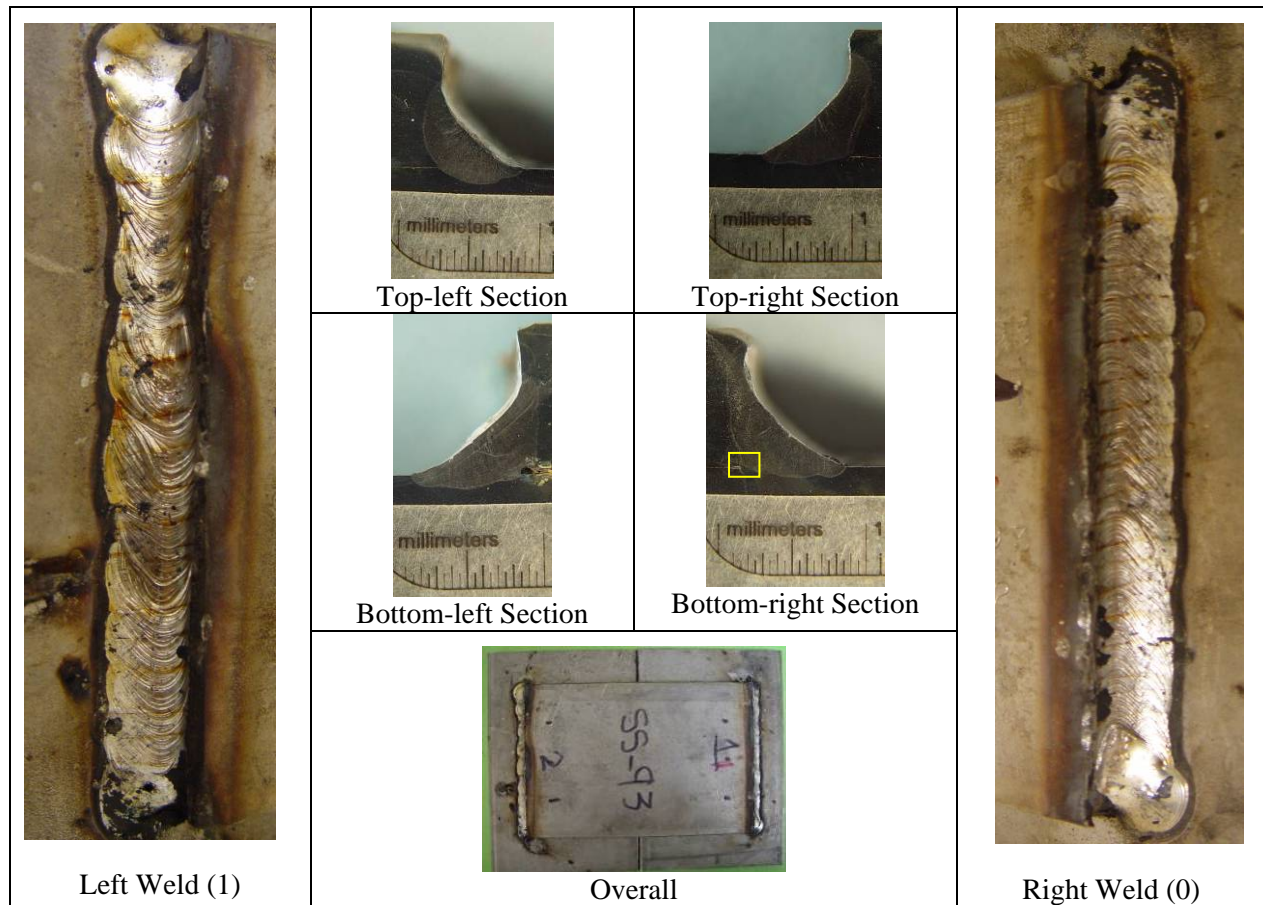 Left Weld (1)
millimeters
1
Top-left Section
millimeters
1
Top-right Section
millimeters
Bottom-left Section
millimeters
1
Bottom-right Section
2
SS-93
11
Overall
Right Weld (0)